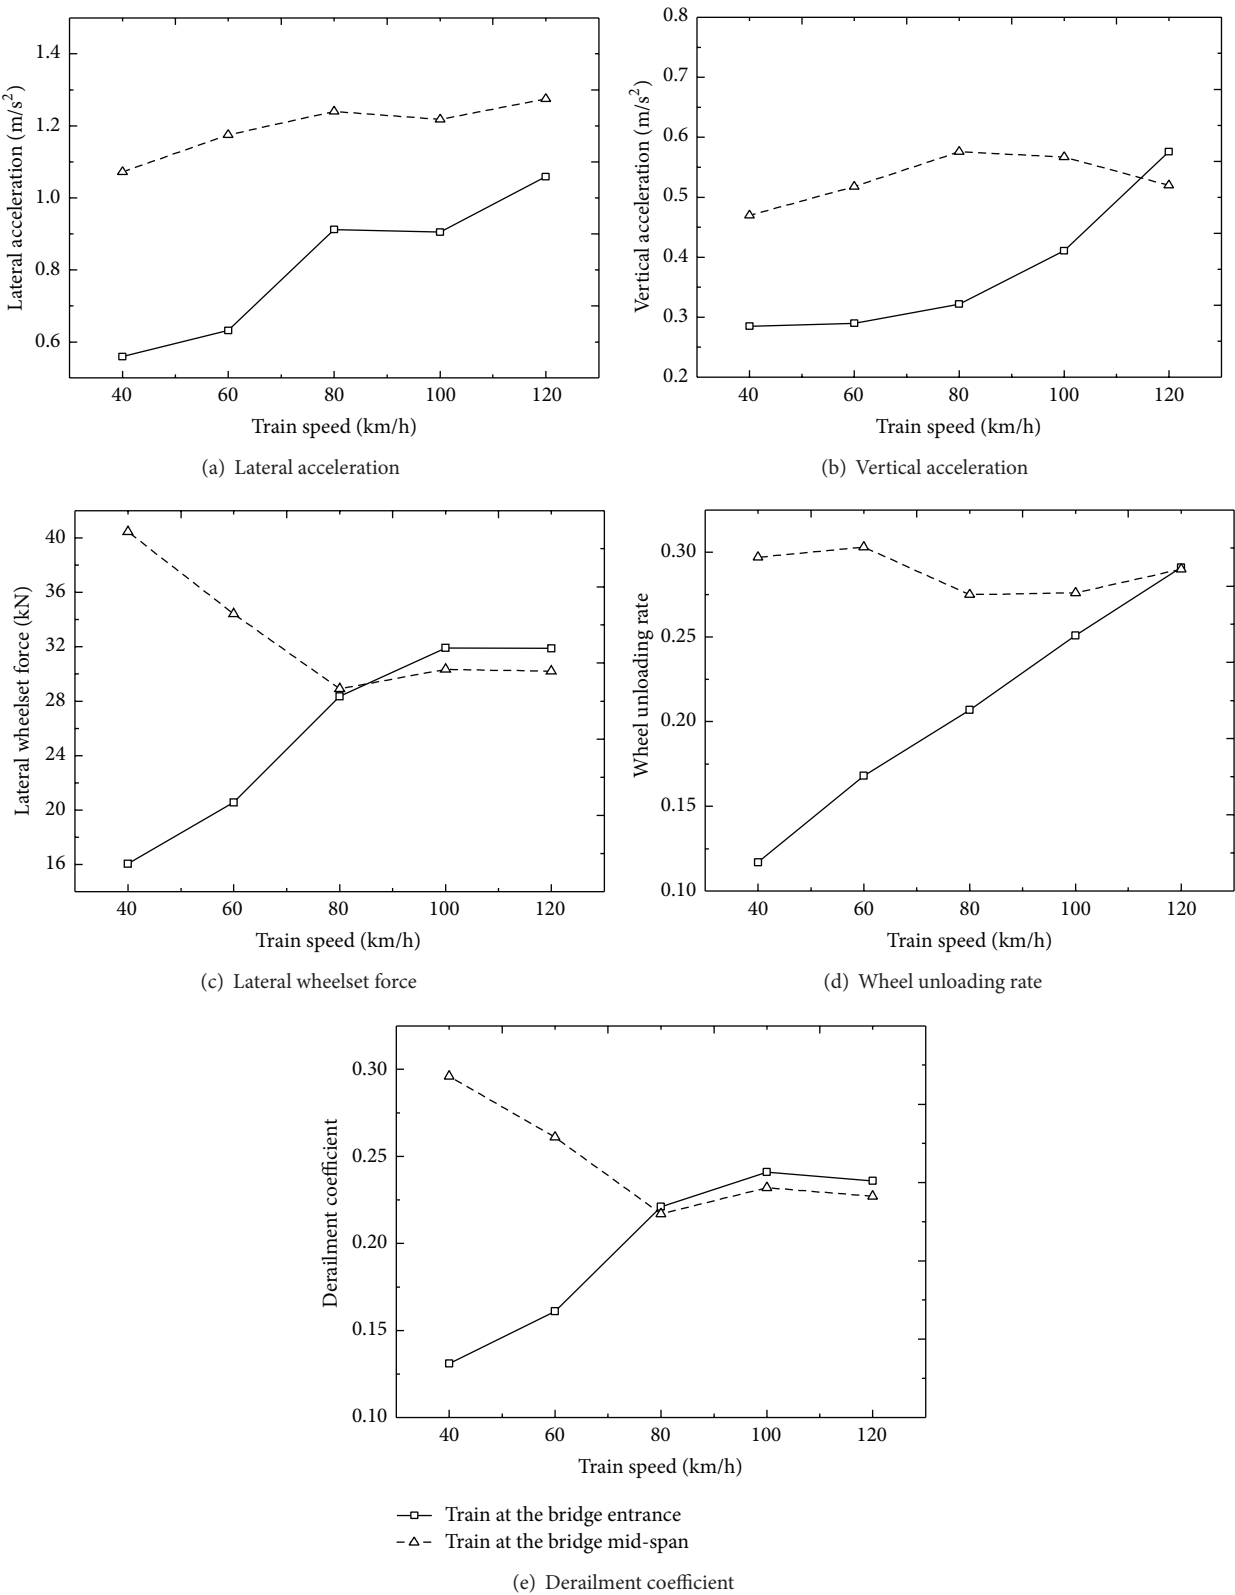 1.4
1.2
1.0
0.8
0.6
Lateral acceleration (m/s²)
40 60 80 100 120
Train speed (km/h)
(a) Lateral acceleration
0.8
0.7
0.6
0.5
0.4
0.3
0.2
Vertical acceleration (m/s²)
40 60 80 100 120
Train speed (km/h)
(b) Vertical acceleration
40
36
32
28
24
20
16
Lateral wheelset force (kN)
40 60 80 100 120
Train speed (km/h)
(c) Lateral wheelset force
0.30
0.25
0.20
0.15
0.10
Wheel unloading rate
40 60 80 100 120
Train speed (km/h)
(d) Wheel unloading rate
0.30
0.25
0.20
0.15
0.10
Derailment coefficient
40 60 80 100 120
Train speed (km/h)
Train at the bridge entrance
Train at the bridge mid-span
(e) Derailment coefficient